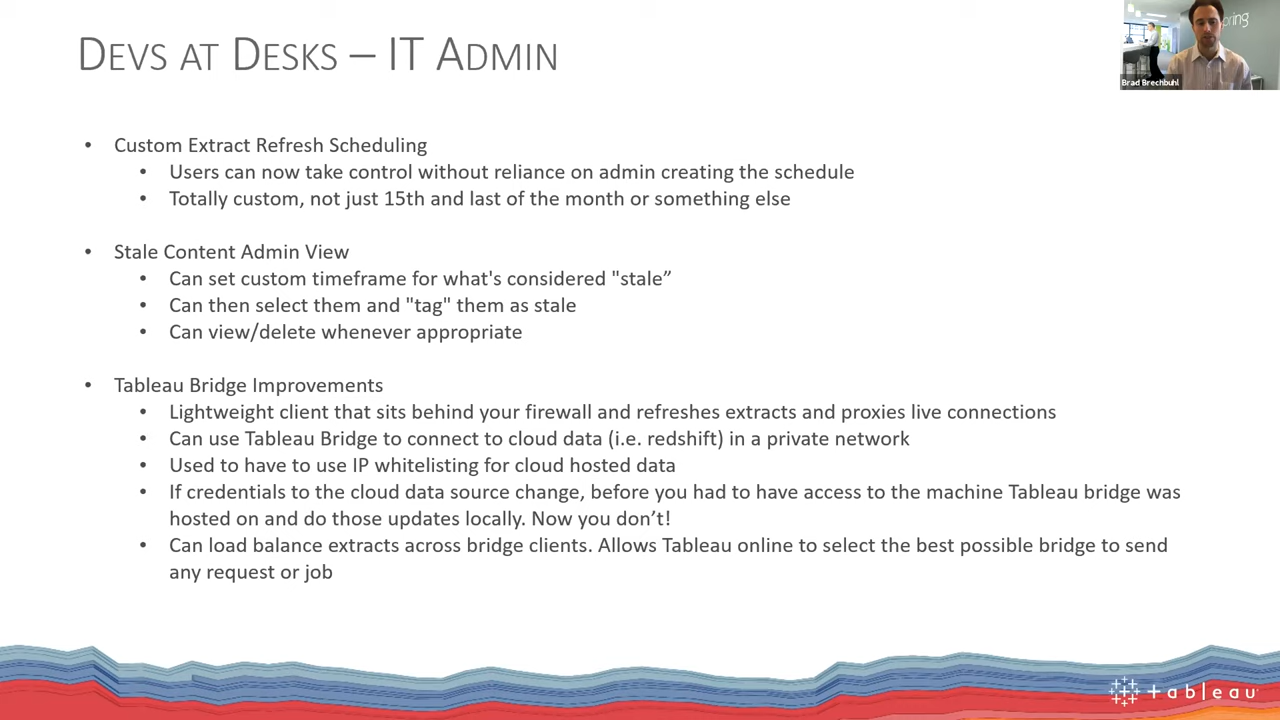 DEVS AT DESKS – IT ADMIN
pring
Brad Brechbuhl
• Custom Extract Refresh Scheduling
• Users can now take control without reliance on admin creating the schedule
• Totally custom, not just 15th and last of the month or something else
• Stale Content Admin View
• Can set custom timeframe for what's considered "stale”
• Can then select them and "tag" them as stale
• Can view/delete whenever appropriate
• Tableau Bridge Improvements
• Lightweight client that sits behind your firewall and refreshes extracts and proxies live connections
• Can use Tableau Bridge to connect to cloud data (i.e. redshift) in a private network
• Used to have to use IP whitelisting for cloud hosted data
• If credentials to the cloud data source change, before you had to have access to the machine Tableau bridge was
hosted on and do those updates locally. Now you don’t!
• Can load balance extracts across bridge clients. Allows Tableau online to select the best possible bridge to send
any request or job
tableau